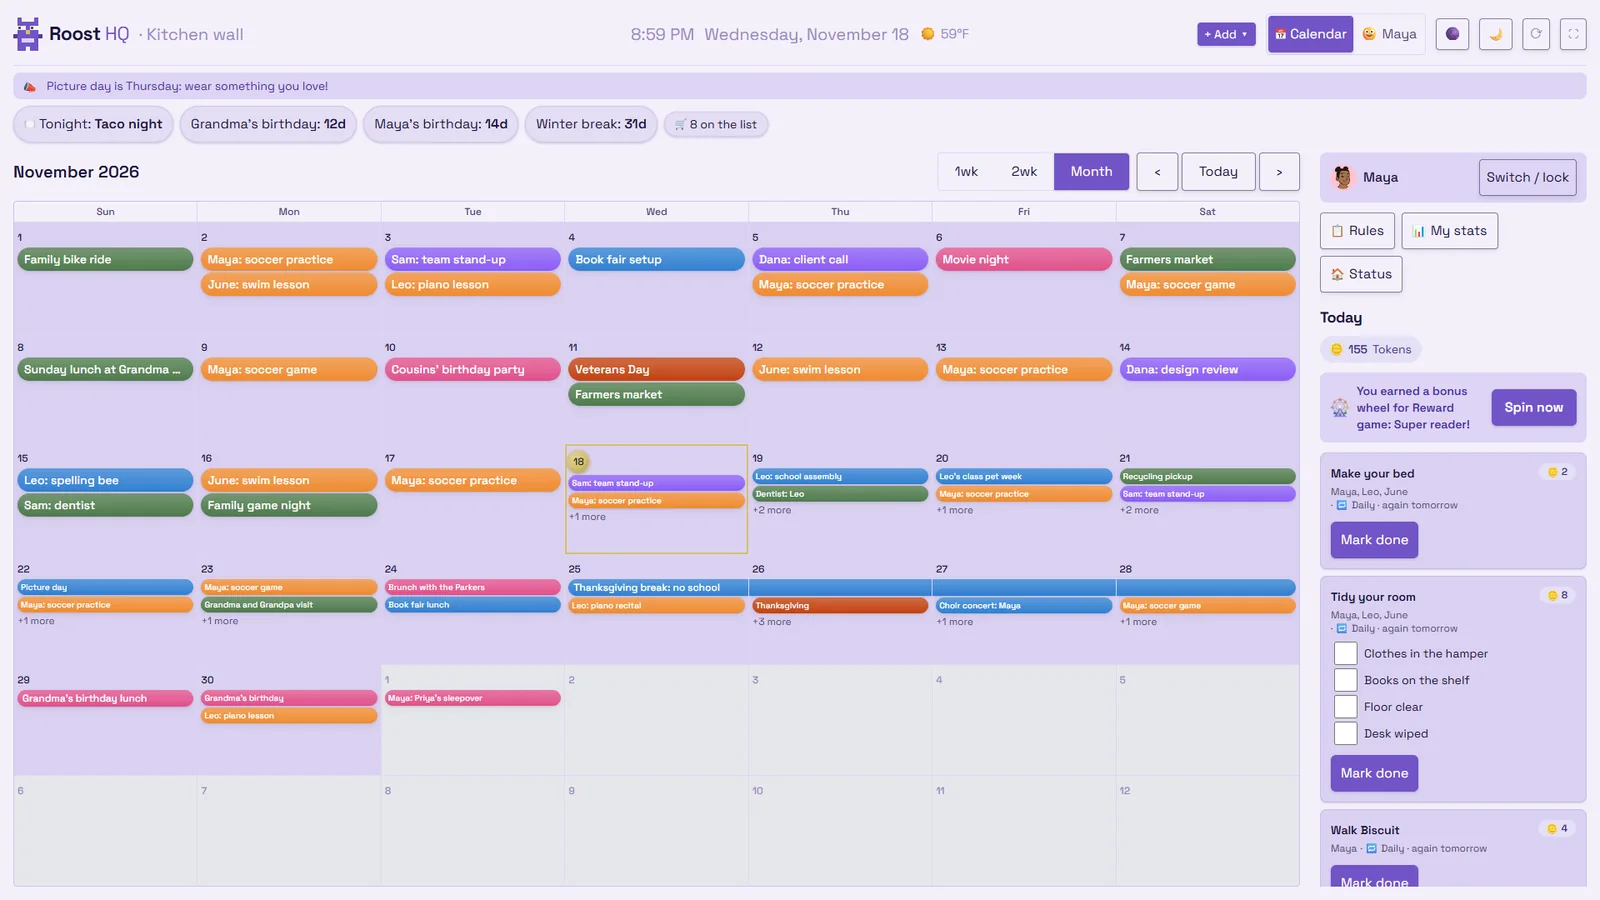 Roost HQ · Kitchen wall
8:59 PM Wednesday, November 18 59°F
+ Add ▾
Calendar
Maya
Picture day is Thursday: wear something you love!
Tonight: Taco night
Grandma's birthday: 12d
Maya's birthday: 14d
Winter break: 31d
8 on the list
November 2026
1wk 2wk Month < Today >
Sun Mon Tue Wed Thu Fri Sat
1
Family bike ride
2
Maya: soccer practice
June: swim lesson
3
Sam: team stand-up
Leo: piano lesson
4
Book fair setup
5
Dana: client call
Maya: soccer practice
6
Movie night
7
Farmers market
Maya: soccer game
8
Sunday lunch at Grandma ...
9
Maya: soccer game
10
Cousins' birthday party
11
Veterans Day
Farmers market
12
June: swim lesson
13
Maya: soccer practice
14
Dana: design review
15
Leo: spelling bee
Sam: dentist
16
June: swim lesson
Family game night
17
Maya: soccer practice
18
Sam: team stand-up
Maya: soccer practice
+1 more
19
Leo: school assembly
Dentist: Leo
+2 more
20
Leo's class pet week
Maya: soccer practice
+1 more
21
Recycling pickup
Sam: team stand-up
+2 more
22
Picture day
Maya: soccer practice
+1 more
23
Maya: soccer game
Grandma and Grandpa visit
+1 more
24
Brunch with the Parkers
Book fair lunch
25
Thanksgiving break: no school
Leo: piano recital
26
Thanksgiving
+3 more
27
Choir concert: Maya
+1 more
28
Maya: soccer game
+1 more
29
Grandma's birthday lunch
30
Grandma's birthday
Leo: piano lesson
1
Maya: Priya's sleepover
2
3
4
5
6
7
8
9
10
11
12
Maya
Switch / lock
Rules
My stats
Status
Today
155 Tokens
You earned a bonus
wheel for Reward
game: Super reader!
Spin now
Make your bed
2
Maya, Leo, June
· Daily · again tomorrow
Mark done
Tidy your room
8
Maya, Leo, June
· Daily · again tomorrow
Clothes in the hamper
Books on the shelf
Floor clear
Desk wiped
Mark done
Walk Biscuit
4
Maya · Daily · again tomorrow
Mark done